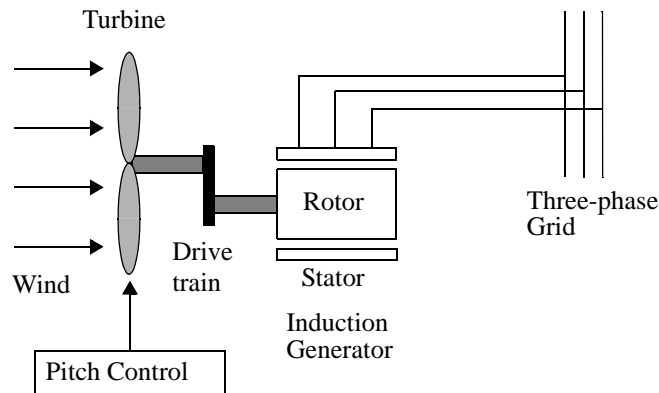 Turbine
Wind
Drive
train
Rotor
Stator
Induction
Generator
Three-phase
Grid
Pitch Control